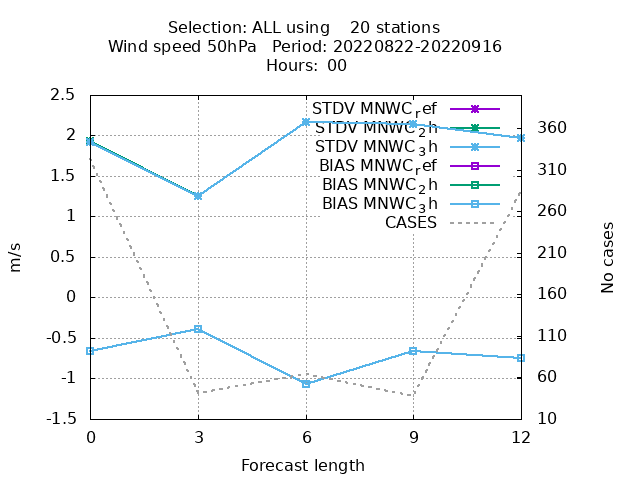 Selection: ALL using    20 stations
Wind speed 50hPa   Period: 20220822-20220916
Hours:  00
STDV MNWC_ref
STDV MNWC_2h
STDV MNWC_3h
BIAS MNWC_ref
BIAS MNWC_2h
BIAS MNWC_3h
CASES
2.5
2
1.5
1
0.5
0
-0.5
-1
-1.5
m/s
360
310
260
210
160
110
60
10
No cases
0 3 6 9 12
Forecast length